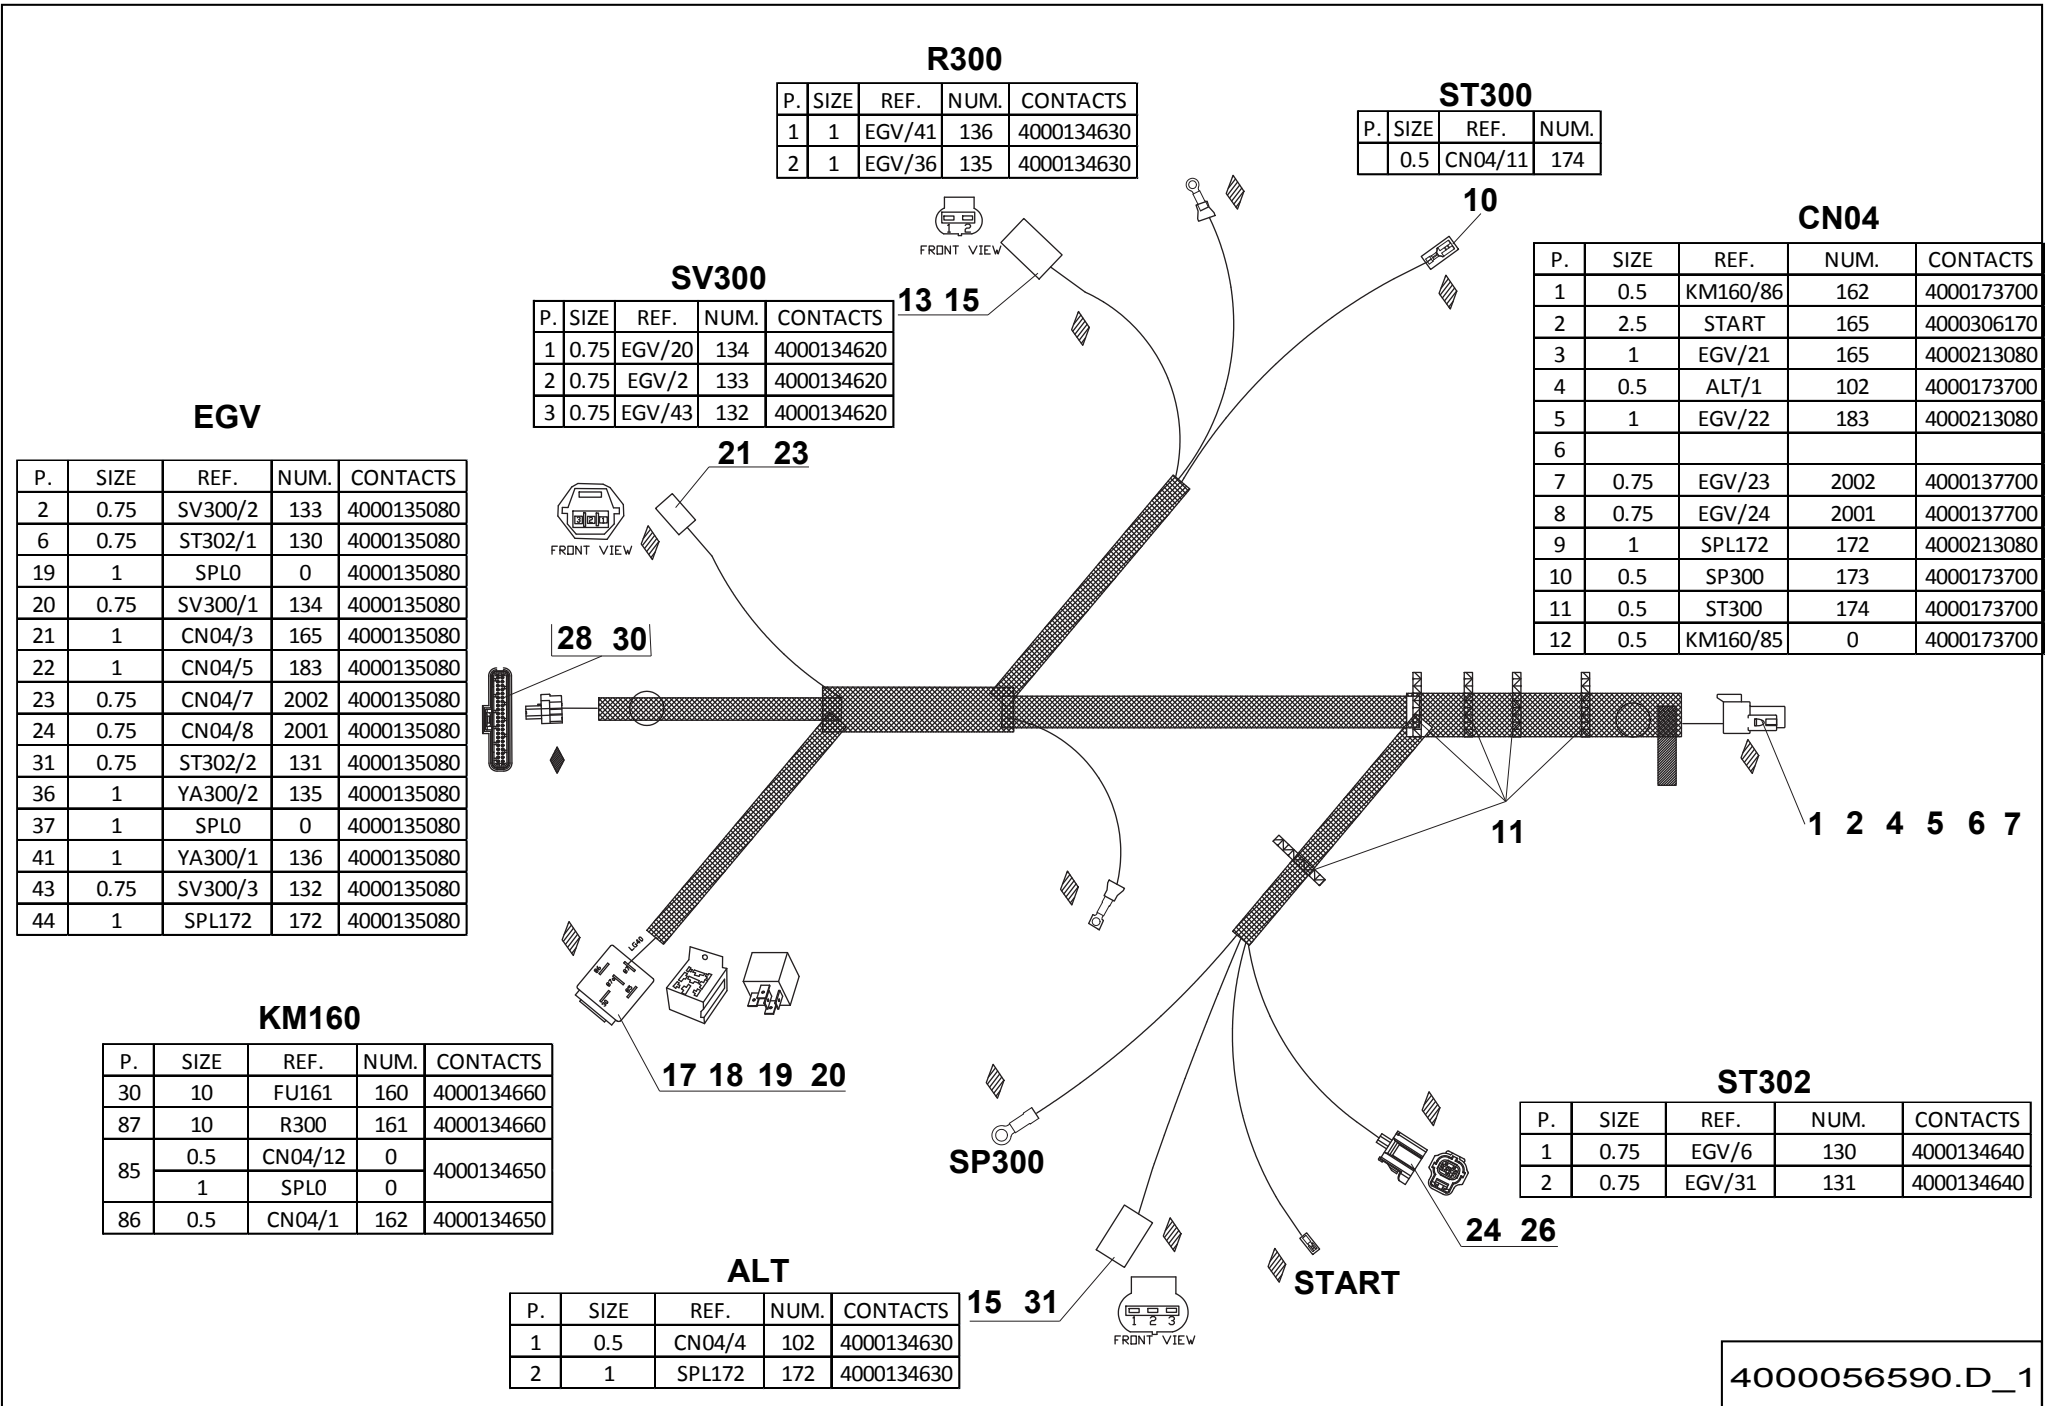 R300
P. SIZE REF. NUM. CONTACTS
1 1 EGV/41 136 4000134630
2 1 EGV/36 135 4000134630
FRONT VIEW
1 2
13 15
ST300
P. SIZE REF. NUM.
0.5 CN04/11 174
10
SV300
P. SIZE REF. NUM. CONTACTS
1 0.75 EGV/20 134 4000134620
2 0.75 EGV/2 133 4000134620
3 0.75 EGV/43 132 4000134620
21 23
3 2 1
FRONT VIEW
CN04
P. SIZE REF. NUM. CONTACTS
1 0.5 KM160/86 162 4000173700
2 2.5 START 165 4000306170
3 1 EGV/21 165 4000213080
4 0.5 ALT/1 102 4000173700
5 1 EGV/22 183 4000213080
6
7 0.75 EGV/23 2002 4000137700
8 0.75 EGV/24 2001 4000137700
9 1 SPL172 172 4000213080
10 0.5 SP300 173 4000173700
11 0.5 ST300 174 4000173700
12 0.5 KM160/85 0 4000173700
EGV
P. SIZE REF. NUM. CONTACTS
2 0.75 SV300/2 133 4000135080
6 0.75 ST302/1 130 4000135080
19 1 SPL0 0 4000135080
20 0.75 SV300/1 134 4000135080
21 1 CN04/3 165 4000135080
22 1 CN04/5 183 4000135080
23 0.75 CN04/7 2002 4000135080
24 0.75 CN04/8 2001 4000135080
31 0.75 ST302/2 131 4000135080
36 1 YA300/2 135 4000135080
37 1 SPL0 0 4000135080
41 1 YA300/1 136 4000135080
43 0.75 SV300/3 132 4000135080
44 1 SPL172 172 4000135080
28 30
11
1 2 4 5 6 7
KM160
P. SIZE REF. NUM. CONTACTS
30 10 FU161 160 4000134660
87 10 R300 161 4000134660
85 0.5 CN04/12 0 4000134650
1 SPL0 0
86 0.5 CN04/1 162 4000134650
17 18 19 20
SP300
ST302
P. SIZE REF. NUM. CONTACTS
1 0.75 EGV/6 130 4000134640
2 0.75 EGV/31 131 4000134640
24 26
START
ALT
P. SIZE REF. NUM. CONTACTS
1 0.5 CN04/4 102 4000134630
2 1 SPL172 172 4000134630
15 31
1 2 3
FRONT VIEW
4000056590.D_1